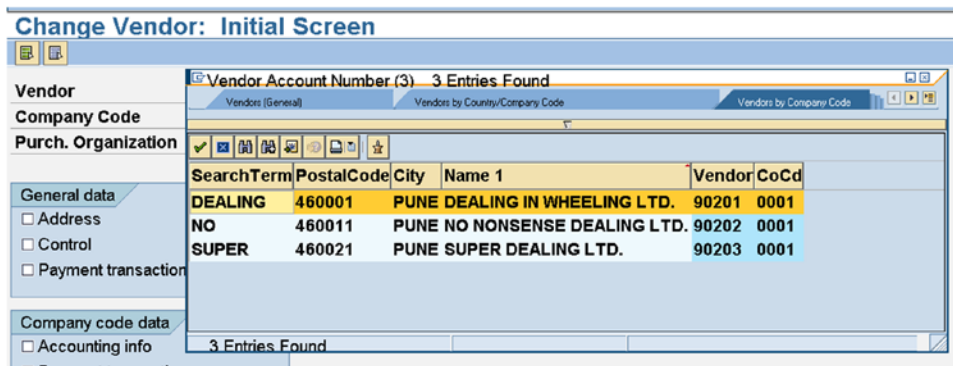 Change Vendor: Initial Screen
Vendor
Company Code
Purch. Organization
General data
Address
Control
Payment transaction
Company code data
Accounting info
Vendor Account Number (3) 3 Entries Found
Vendors (General) Vendors by Country/Company Code Vendors by Company Code
SearchTerm PostalCode City Name 1 Vendor CoCd
DEALING 460001 PUNE DEALING IN WHEELING LTD. 90201 0001
NO 460011 PUNE NO NONSENSE DEALING LTD. 90202 0001
SUPER 460021 PUNE SUPER DEALING LTD. 90203 0001
3 Entries Found